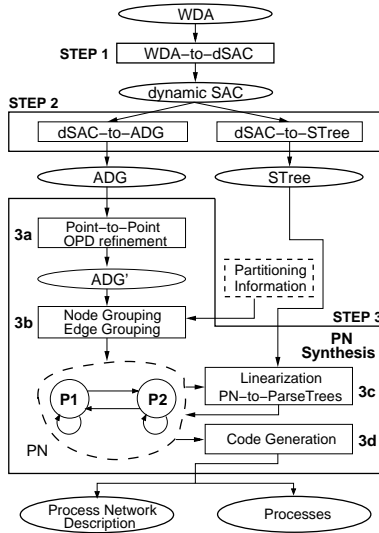 WDA
STEP 1
WDA-to-dSAC
dynamic SAC
STEP 2
dSAC-to-ADG
dSAC-to-STree
ADG
STree
3a
Point-to-Point
OPD refinement
ADG'
Partitioning
Information
3b
Node Grouping
Edge Grouping
STEP 3
PN
Synthesis
P1
P2
PN
Linearization
PN-to-ParseTrees
3c
Code Generation
3d
Process Network
Description
Processes